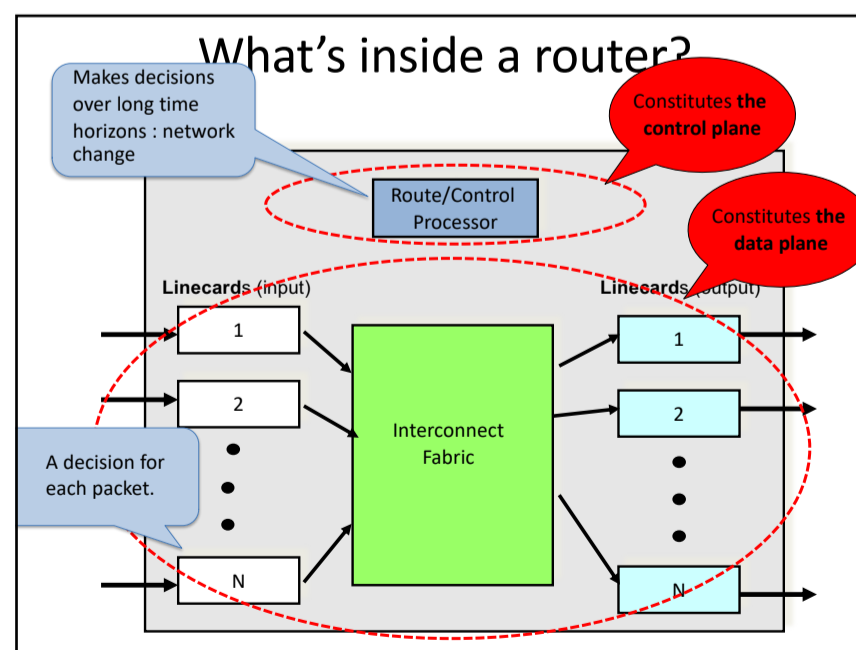 What's inside a router?
Makes decisions
over long time
horizons : network
change
Constitutes the
control plane
Route/Control
Processor
Constitutes the
data plane
Linecards (input)
Linecards (output)
1
1
2
2
Interconnect
Fabric
A decision for
each packet.
N
N